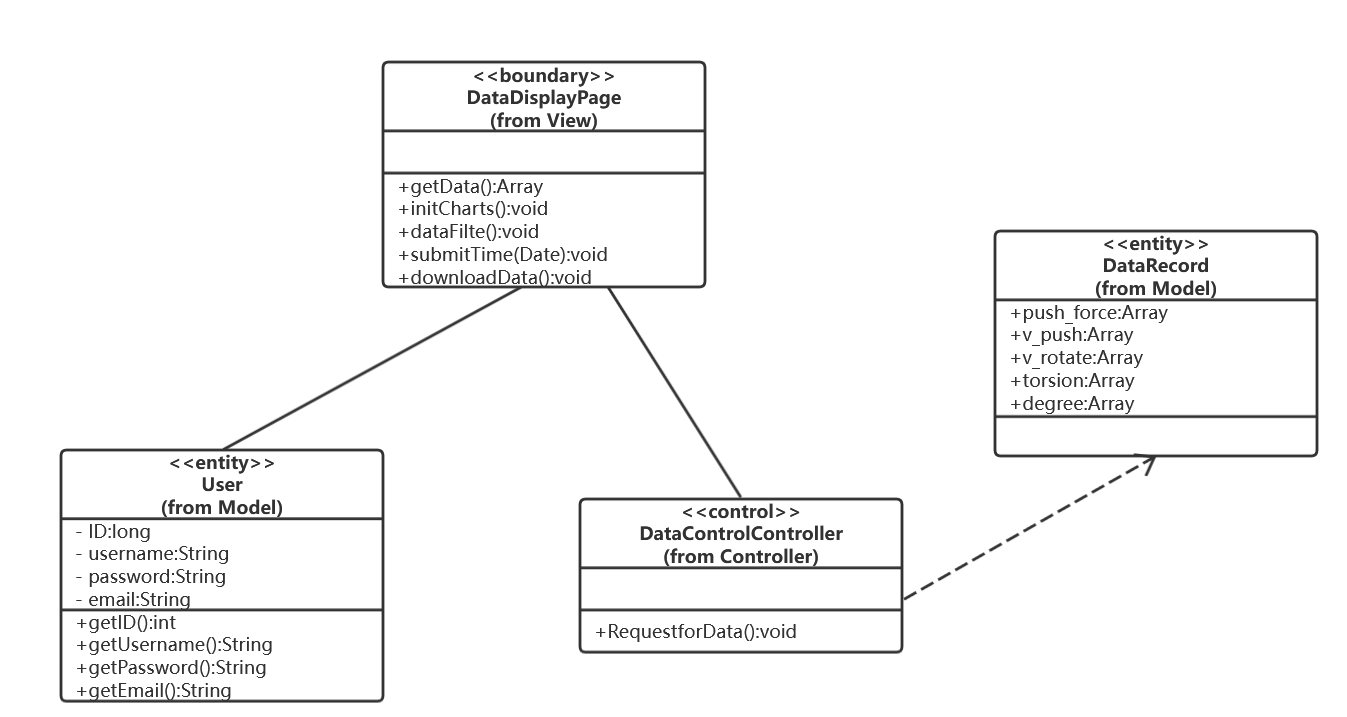 <<boundary>>
DataDisplayPage
(from View)
+getData():Array
+initCharts():void
+dataFilte():void
+submitTime(Date):void
+downloadData():void
<<entity>>
DataRecord
(from Model)
+push_force:Array
+v_push:Array
+v_rotate:Array
+torsion:Array
+degree:Array
<<entity>>
User
(from Model)
- ID:long
- username:String
- password:String
- email:String
+getID():int
+getUsername():String
+getPassword():String
+getEmail():String
<<control>>
DataControlController
(from Controller)
+RequestforData():void